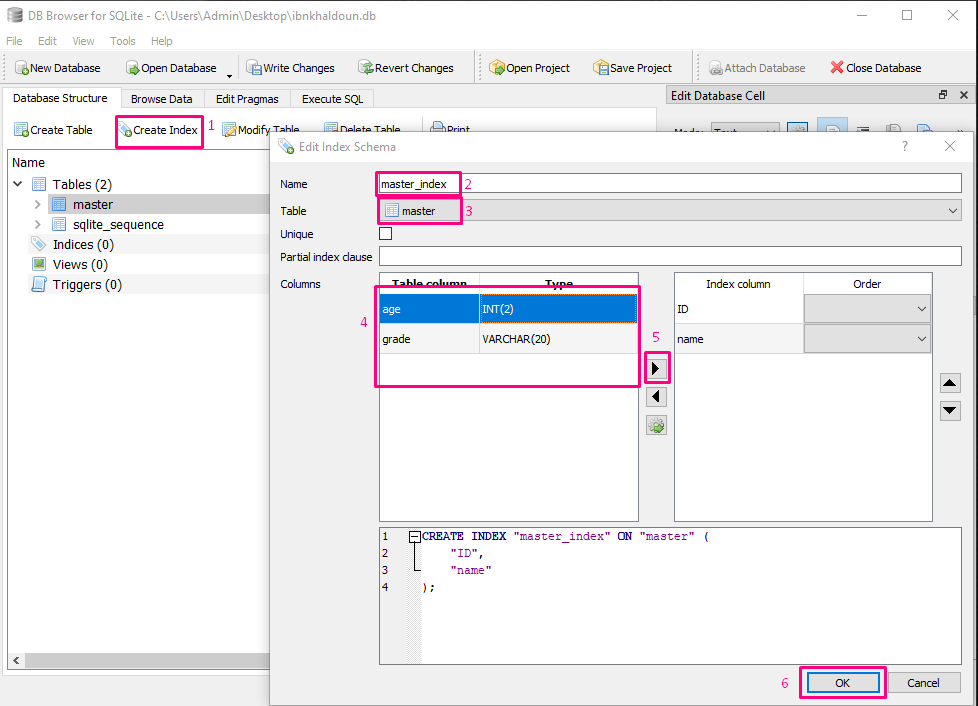 DB Browser for SQLite - C:\Users\Admin\Desktop\ibnkhaldoun.db
File Edit View Tools Help
New Database Open Database Write Changes Revert Changes Open Project Save Project Attach Database Close Database
Database Structure Browse Data Edit Pragmas Execute SQL
Edit Database Cell
Create Table Create Index 1 Modify Table Delete Table Print
Mode: Text
Name
Tables (2)
master
sqlite_sequence
Indices (0)
Views (0)
Triggers (0)
Edit Index Schema ?
Name master_index 2
Table master 3
Unique
Partial index clause
Columns
Table column Type
4
age INT(2)
grade VARCHAR(20)
5
Index column Order
ID
name
1 CREATE INDEX "master_index" ON "master" (
2 "ID",
3 "name"
4 );
6 OK Cancel